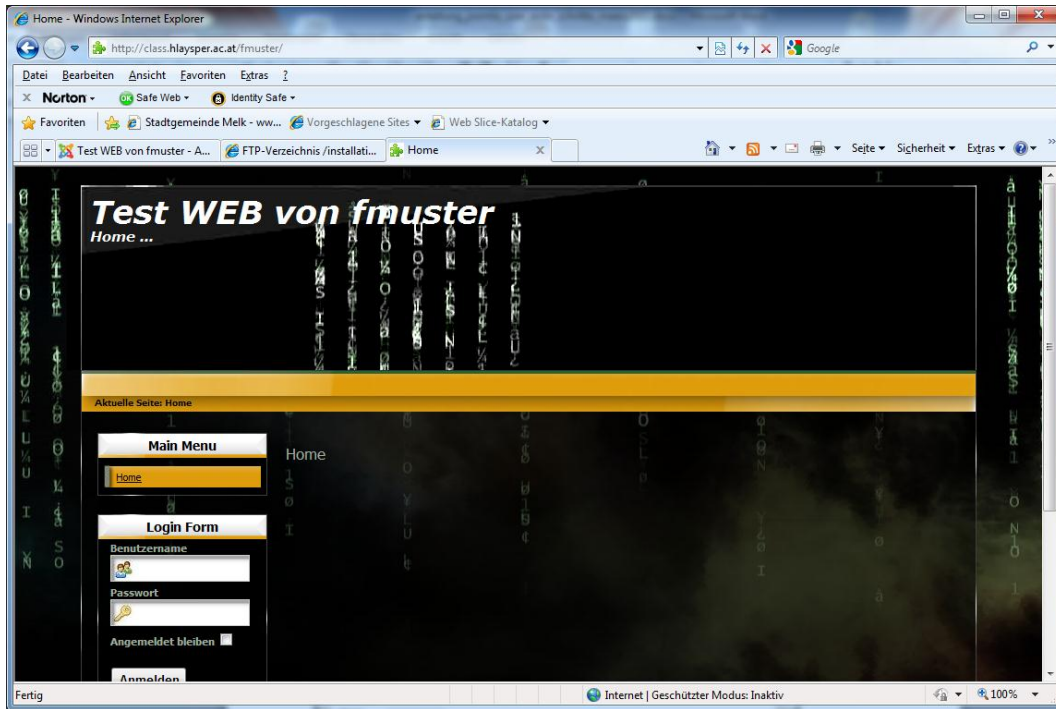 Home - Windows Internet Explorer
http://class.hlaysper.ac.at/fmuster/
Google
Datei Bearbeiten Ansicht Favoriten Extras ?
x Norton - OK Safe Web Identity Safe
Favoriten Stadtgemeinde Melk - ww... Vorgeschlagene Sites Web Slice-Katalog
Test WEB von fmuster - A... FTP-Verzeichnis /installati... Home x Seite Sicherheit Extras »
Test WEB von fmuster
Home ...
Aktuelle Seite: Home
Main Menu
Home
Home
Login Form
Benutzername
Passwort
Angemeldet bleiben
Anmelden
Fertig Internet | Geschützter Modus: Inaktiv 100%